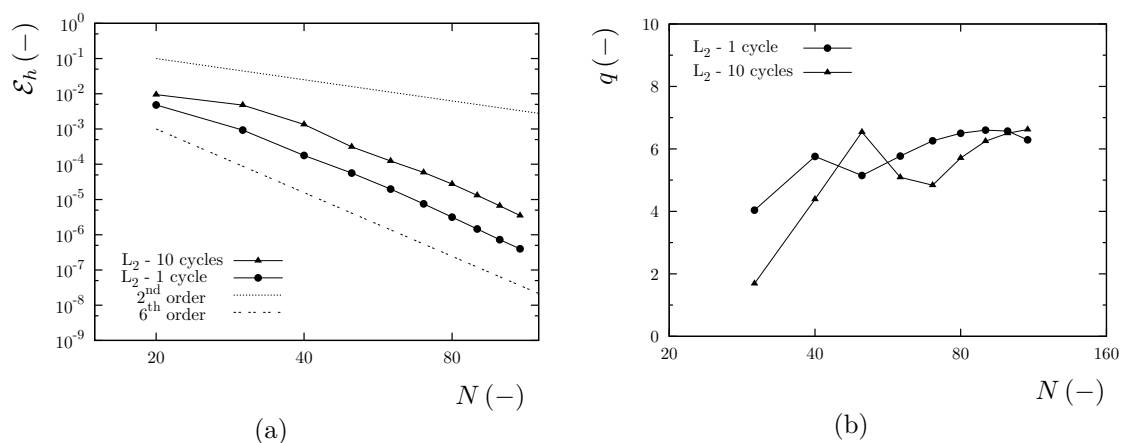 10^0
10^-1
10^-2
10^-3
10^-4
10^-5
10^-6
10^-7
10^-8
10^-9
ℰ_h (−)
L_2 - 10 cycles
L_2 - 1 cycle
2^nd order
6^th order
20
40
80
N (−)
(a)
10
8
6
4
2
0
q (−)
L_2 - 1 cycle
L_2 - 10 cycles
20
40
80
160
N (−)
(b)